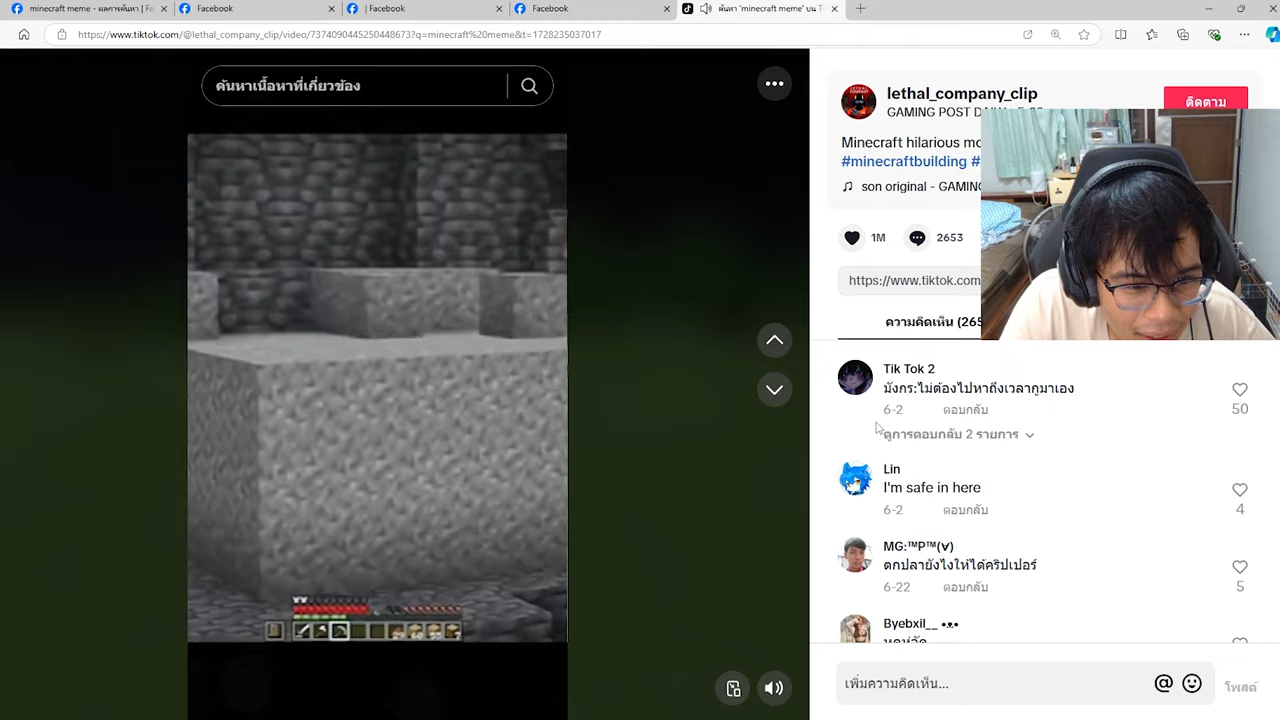 minecraft meme - ผลการค้นหา | Fa
Facebook
| Facebook
Facebook
ค้นหา 'minecraft meme' บน Ti
https://www.tiktok.com/@lethal_company_clip/video/7374090445250448673?q=minecraft%20meme&t=1728235037017
ค้นหาเนื้อหาที่เกี่ยวข้อง
lethal_company_clip
ติดตาม
Minecraft hilarious mo
#minecraftbuilding #
son original - GAMIN
1M
2653
https://www.tiktok.com
ความคิดเห็น (265
Tik Tok 2
มังกร:ไม่ต้องไปหาถึงเวลากูมาเอง
6-2
ตอบกลับ
50
ดูการตอบกลับ 2 รายการ
Lin
I'm safe in here
6-2
ตอบกลับ
4
MG:™P™(∀)
ตกปลายังไงให้ได้คริปเปอร์
6-22
ตอบกลับ
5
Byebxil__
เพิ่มความคิดเห็น...
@
โพสต์